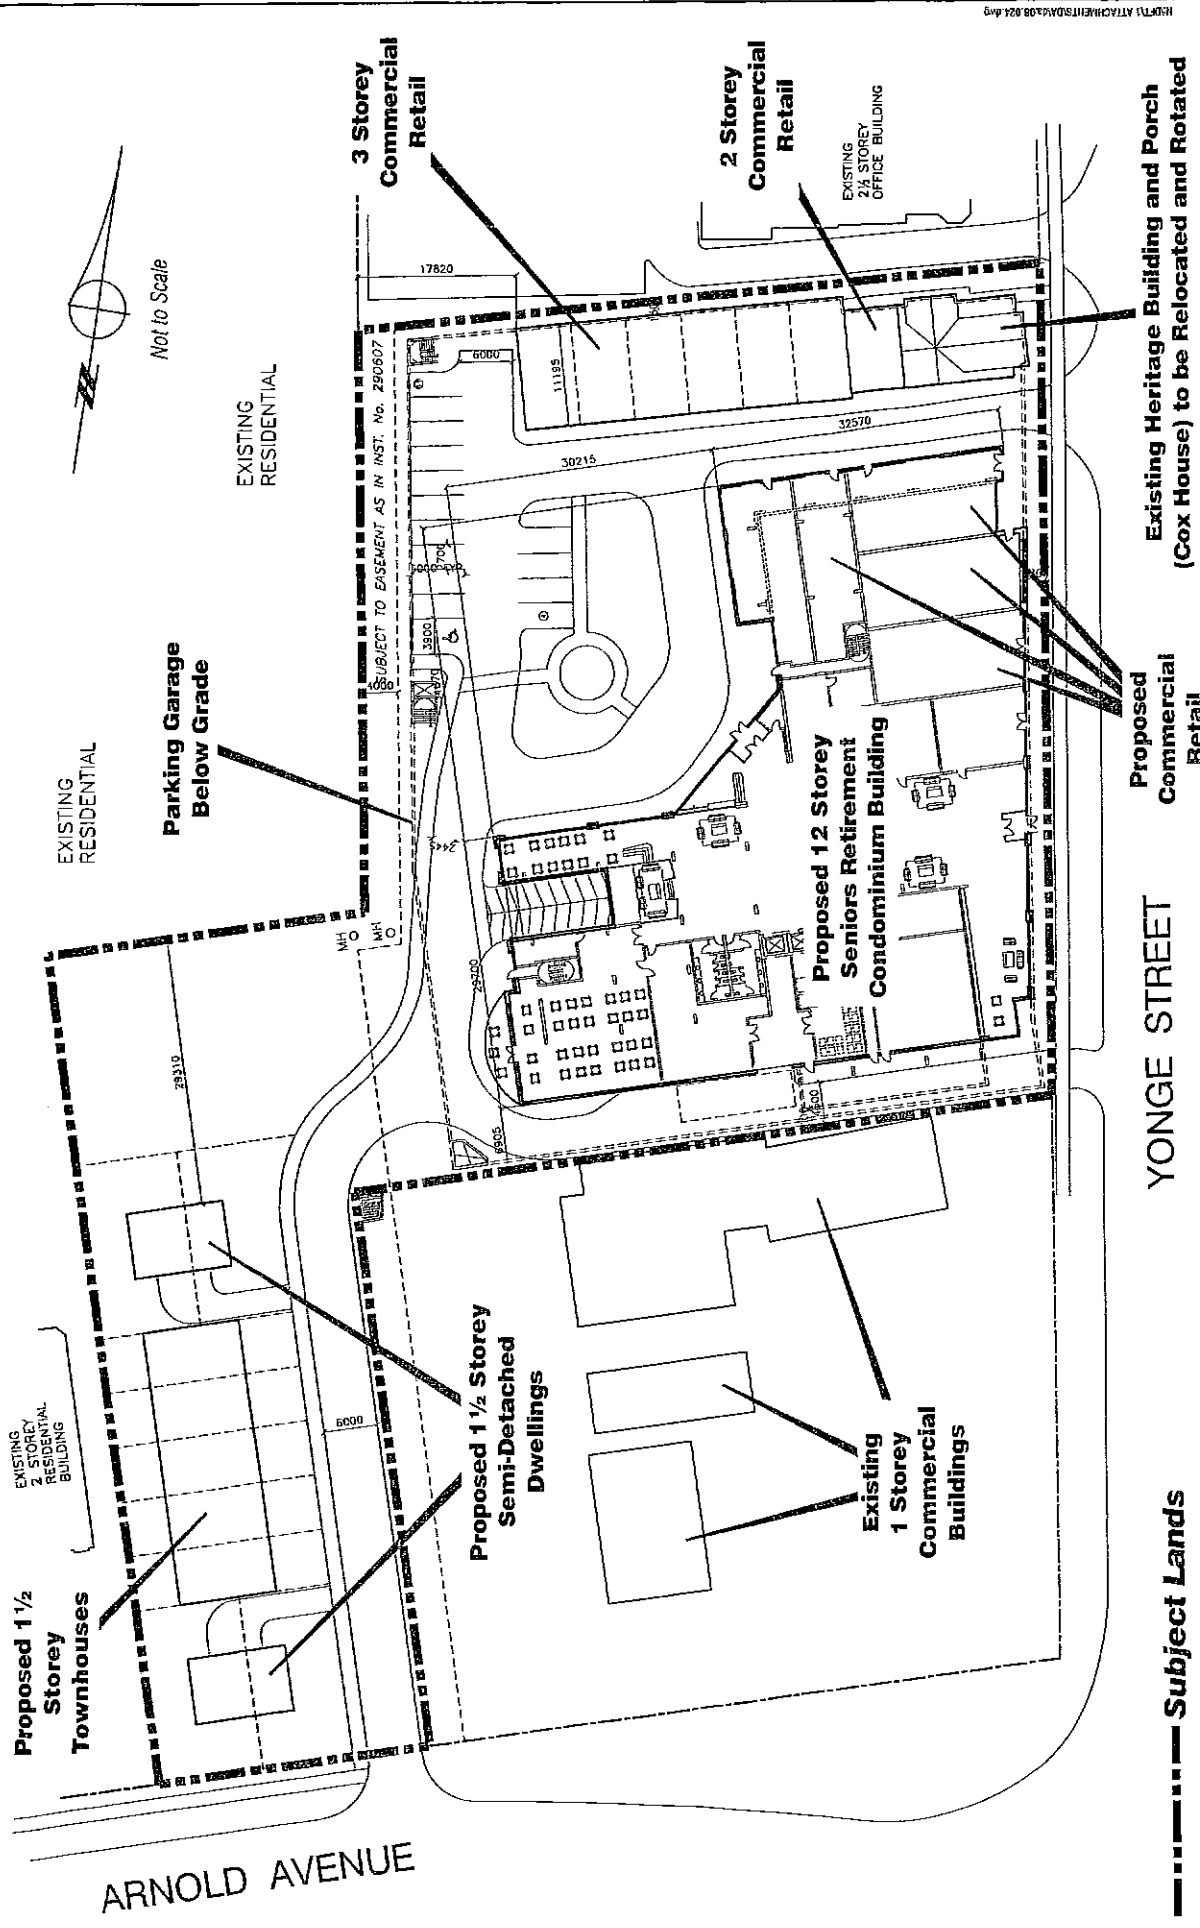 3 Storey
Commercial
Retail
2 Storey
Commercial
Retail
EXISTING
2½ STOREY
OFFICE BUILDING
Existing Heritage Building and Porch
(Cox House) to be Relocated and Rotated
Not to Scale
EXISTING
RESIDENTIAL
17820
6000
11195
SUBJECT TO EASEMENT AS IN INST. No. 290607
30215
32570
Parking Garage
Below Grade
EXISTING
RESIDENTIAL
4000
3900
Proposed
Commercial
Retail
Proposed 12 Storey
Seniors Retirement
Condominium Building
MH
MH
29700
29310
6905
YONGE STREET
EXISTING
2 STOREY
RESIDENTIAL
BUILDING
6000
Proposed 1½ Storey
Semi-Detached
Dwellings
Existing
1 Storey
Commercial
Buildings
Proposed 1½
Storey
Townhouses
ARNOLD AVENUE
Subject Lands